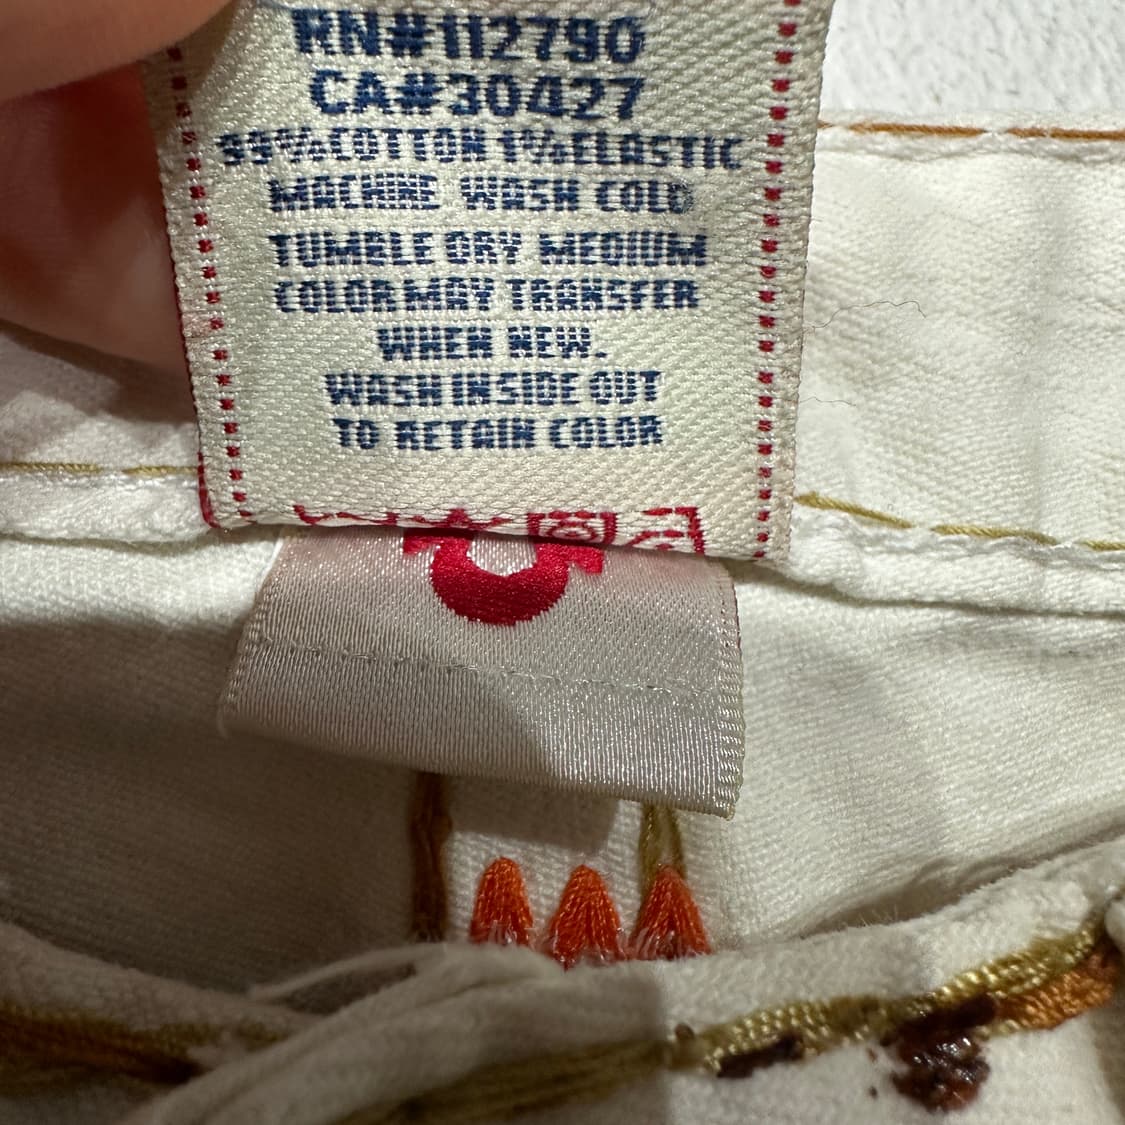 RN#112790
CA#30427
99%COTTON 1%ELASTIC
MACHINE WASH COLD
TUMBLE DRY MEDIUM
COLOR MAY TRANSFER
WHEN NEW.
WASH INSIDE OUT
TO RETAIN COLOR